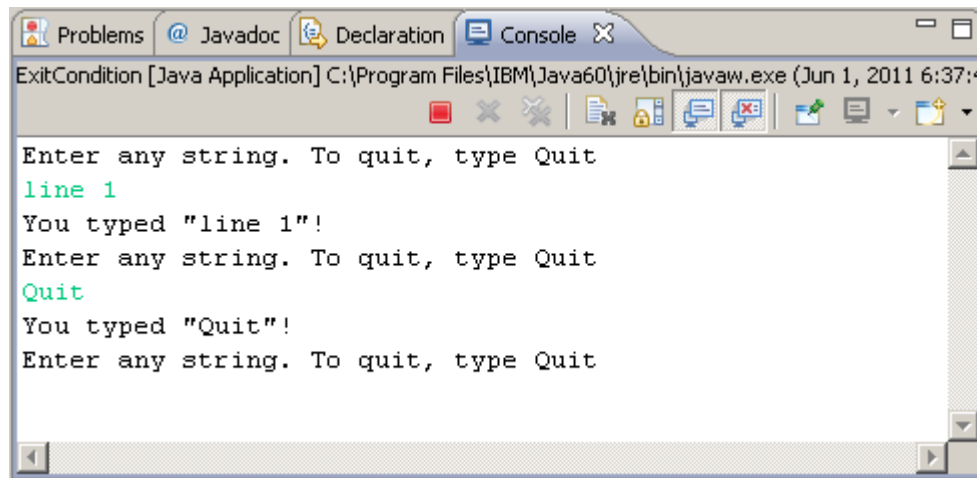 Problems @ Javadoc Declaration Console
ExitCondition [Java Application] C:\Program Files\IBM\Java60\jre\bin\javaw.exe (Jun 1, 2011 6:37:
Enter any string. To quit, type Quit
line 1
You typed "line 1"!
Enter any string. To quit, type Quit
Quit
You typed "Quit"!
Enter any string. To quit, type Quit